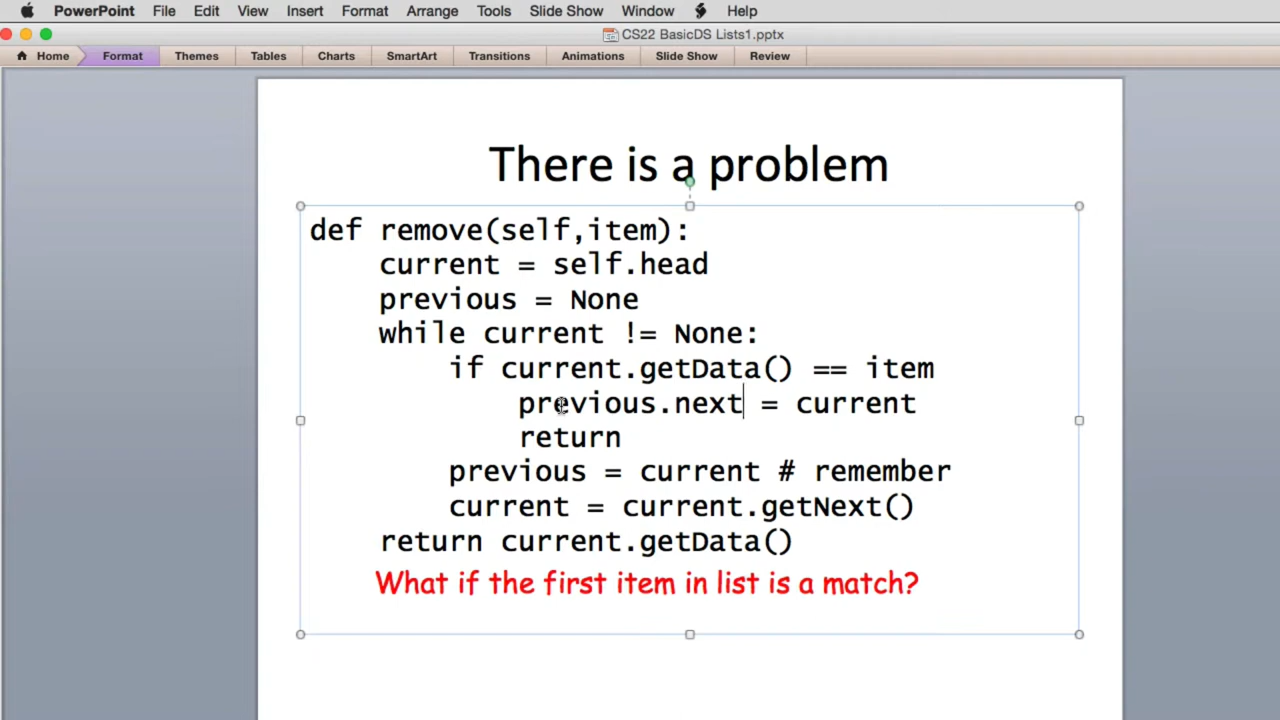 PowerPoint File Edit View Insert Format Arrange Tools Slide Show Window Help
CS22 BasicDS Lists1.pptx
Home Format Themes Tables Charts SmartArt Transitions Animations Slide Show Review
There is a problem
def remove(self,item):
current = self.head
previous = None
while current != None:
if current.getData() == item
previous.next = current
return
previous = current # remember
current = current.getNext()
return current.getData()
What if the first item in list is a match?